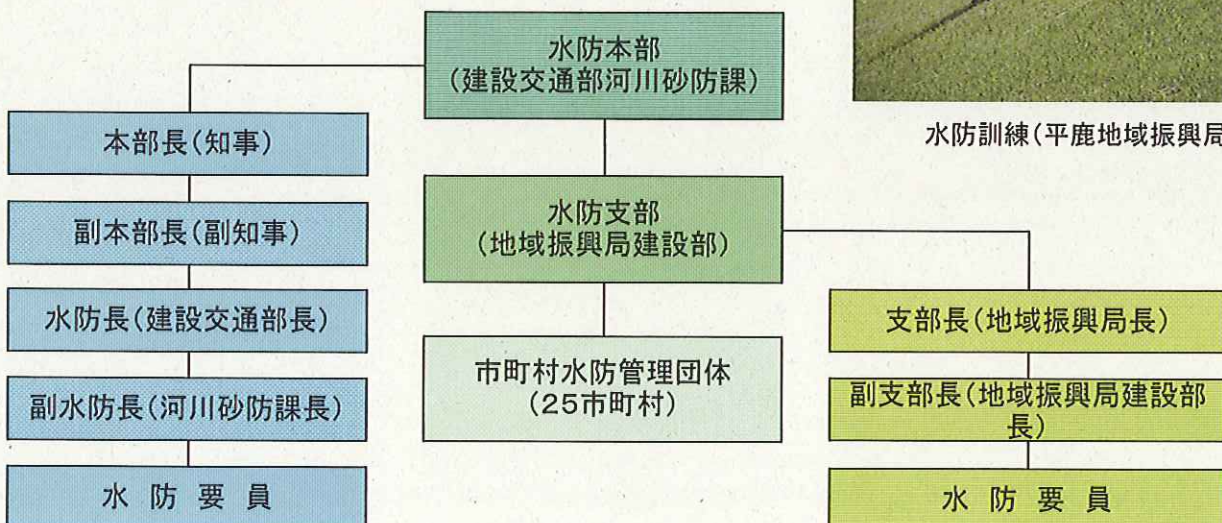 水防本部
(建設交通部河川砂防課)
水防訓練(平鹿地域振興局
本部長(知事)
副本部長(副知事)
水防長(建設交通部長)
副水防長(河川砂防課長)
水防要員
水防支部
(地域振興局建設部)
市町村水防管理団体
(25市町村)
支部長(地域振興局長)
副支部長(地域振興局建設部
長)
水防要員